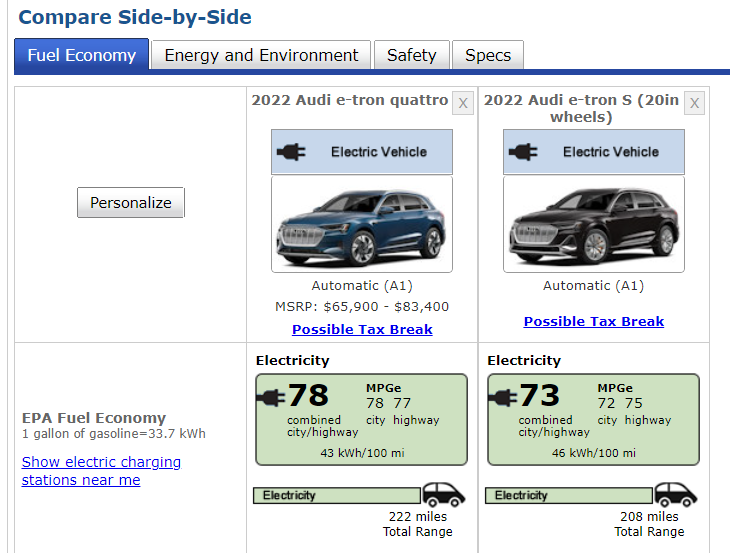 Compare Side-by-Side
Fuel Economy
Energy and Environment
Safety
Specs
Personalize
2022 Audi e-tron quattro
X
Electric Vehicle
Automatic (A1)
MSRP: $65,900 - $83,400
Possible Tax Break
2022 Audi e-tron S (20in
wheels)
X
Electric Vehicle
Automatic (A1)
Possible Tax Break
EPA Fuel Economy
1 gallon of gasoline=33.7 kWh
Show electric charging
stations near me
Electricity
78
combined
city/highway
MPGe
78 77
city highway
43 kWh/100 mi
Electricity
222 miles
Total Range
Electricity
73
combined
city/highway
MPGe
72 75
city highway
46 kWh/100 mi
Electricity
208 miles
Total Range